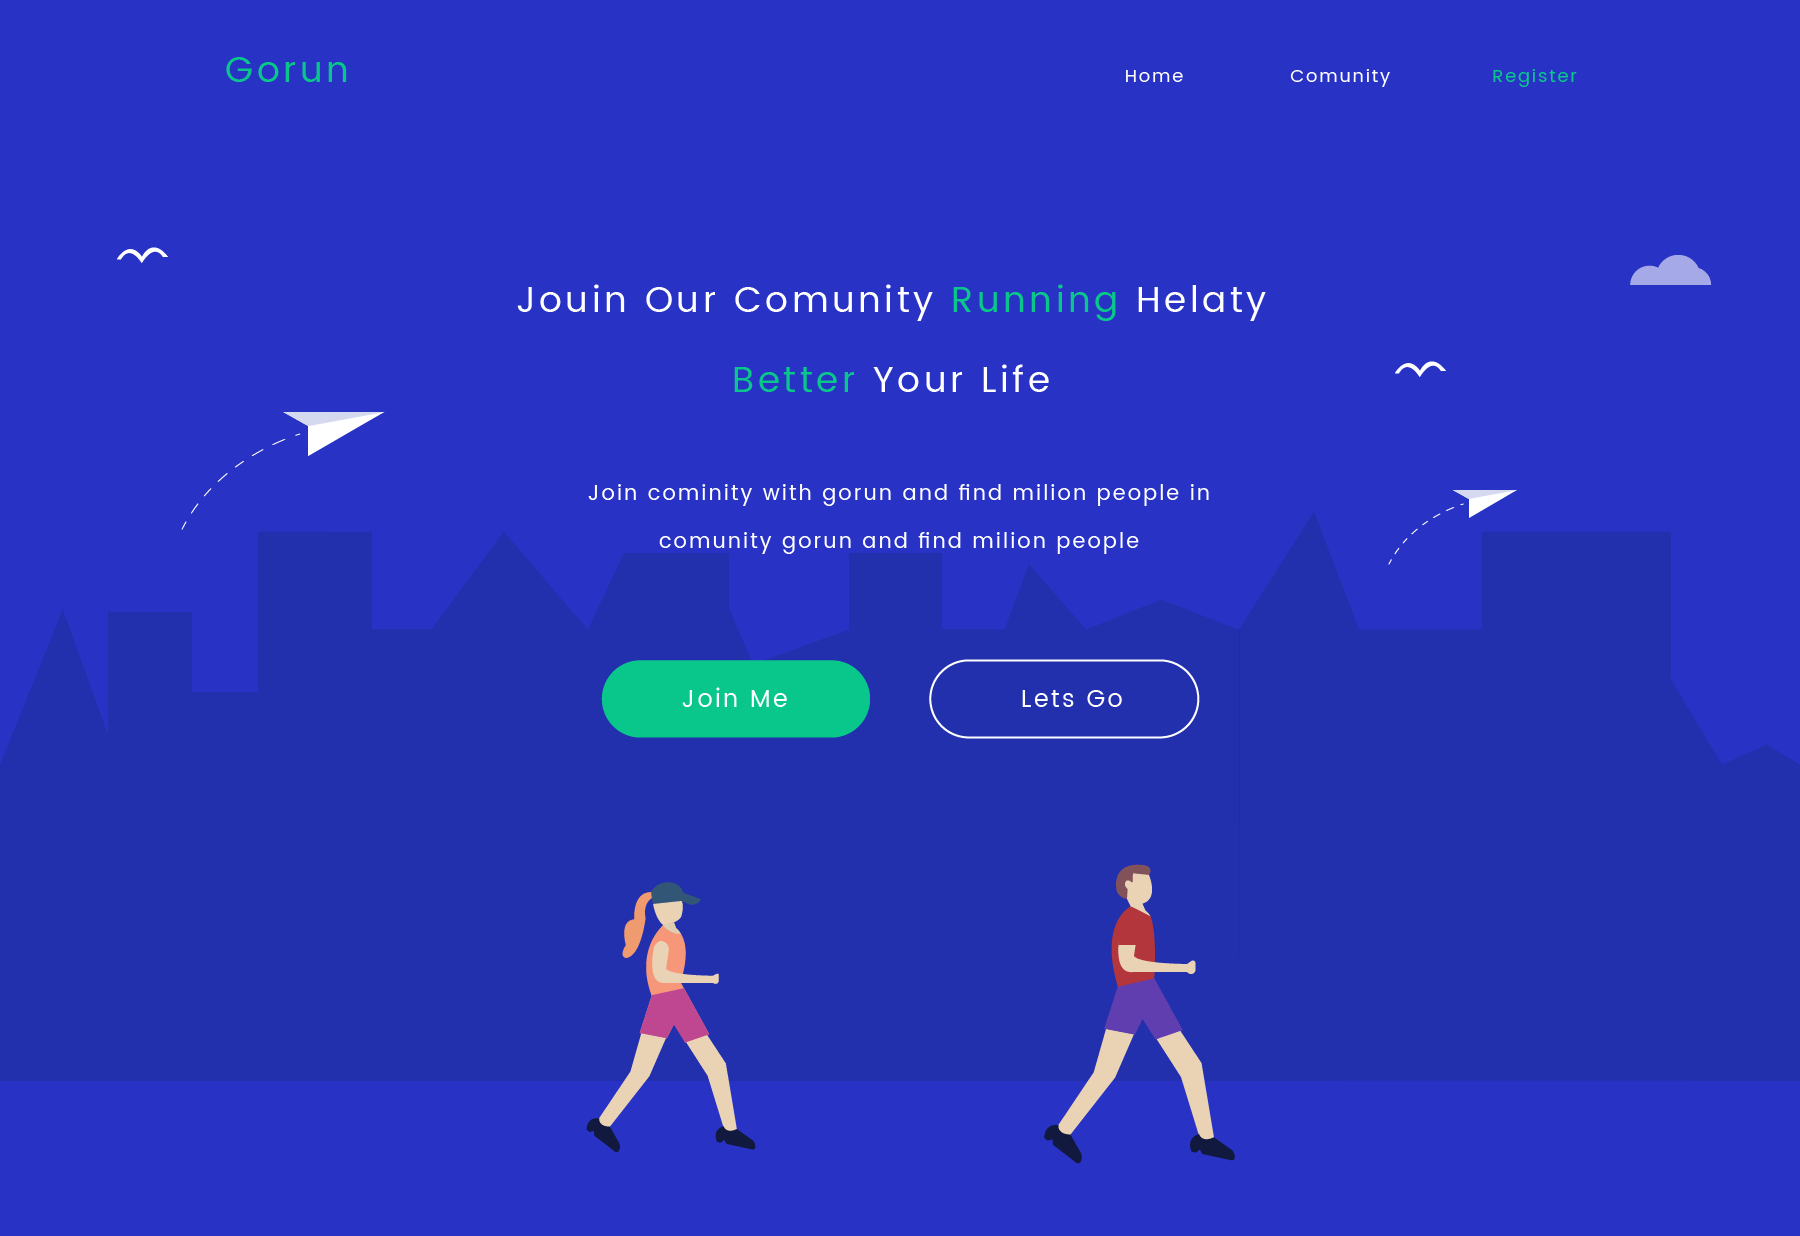 Gorun
Home Comunity Register
Jouin Our Comunity Running Helaty
Better Your Life
Join cominity with gorun and find milion people in
comunity gorun and find milion people
Join Me
Lets Go